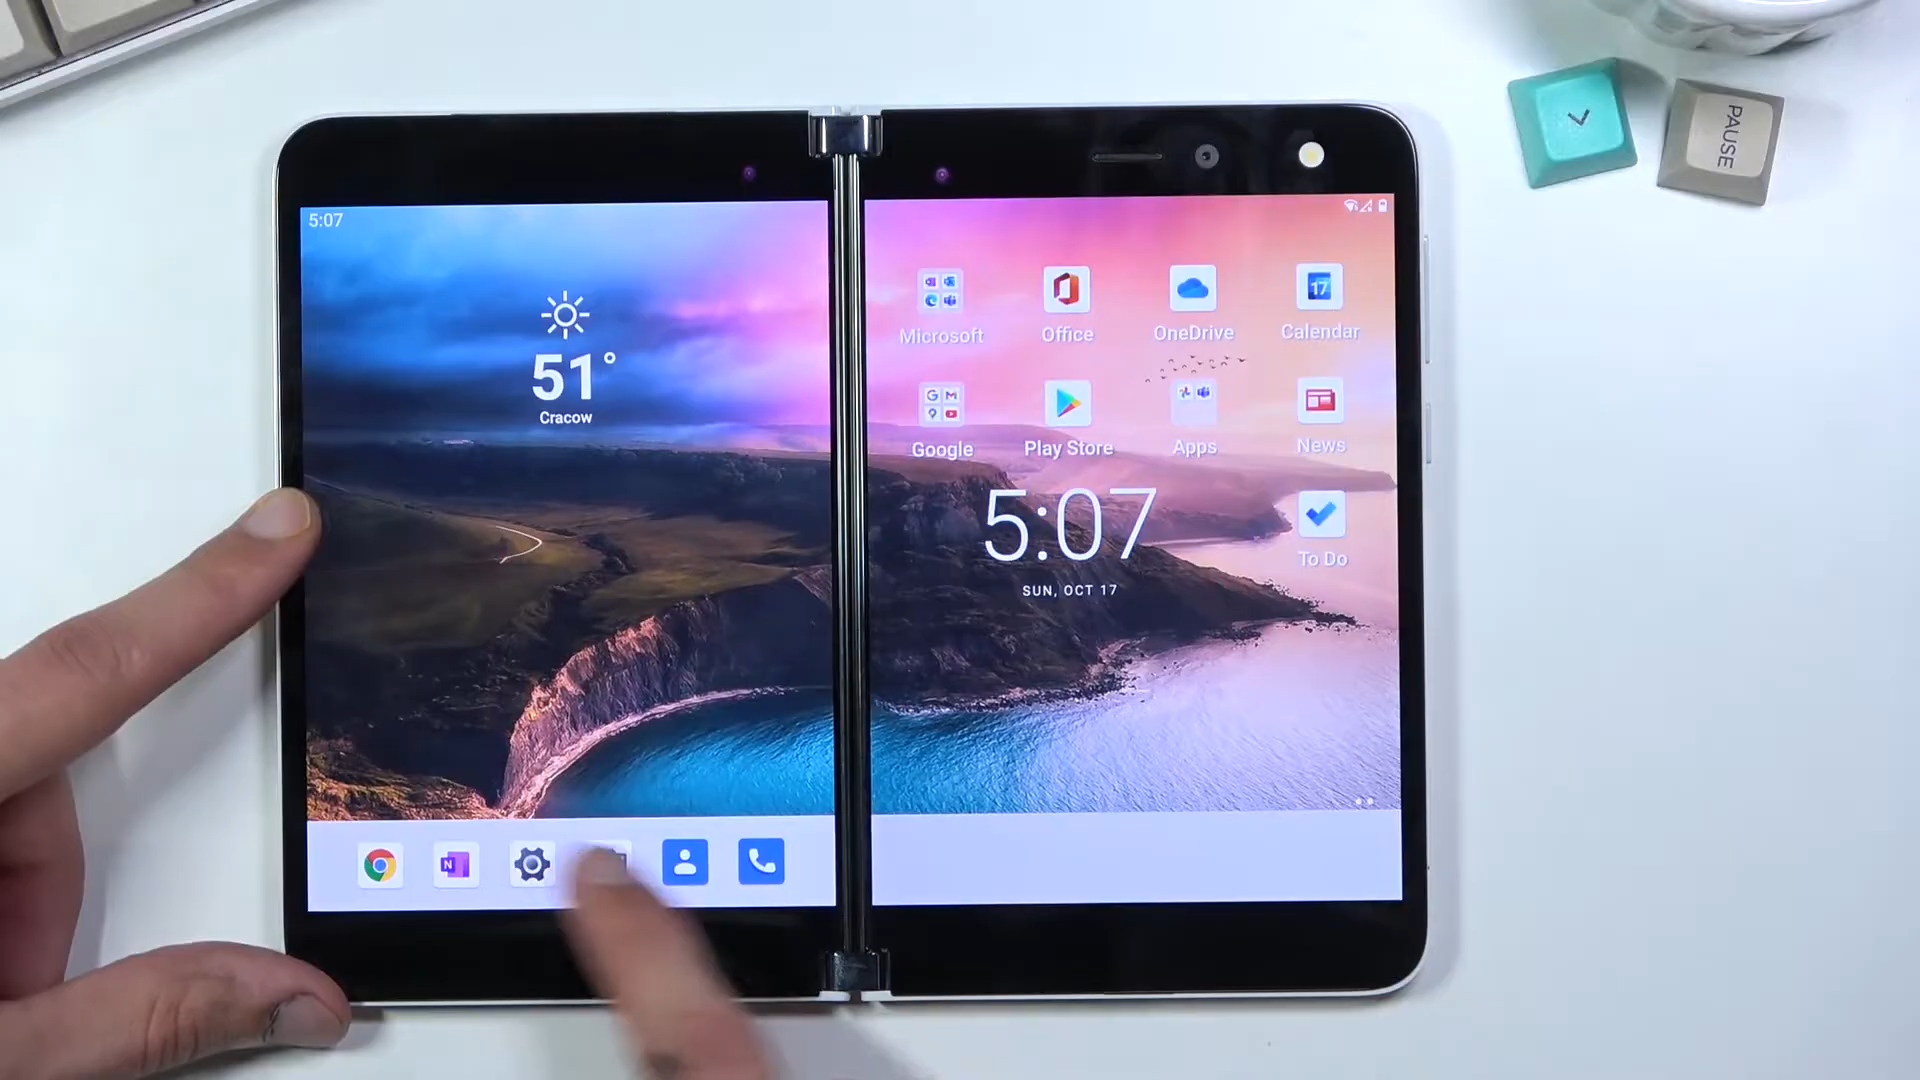 PAUSE
5:07
51°
Cracow
Microsoft
Office
OneDrive
17
Calendar
G
M
Google
Play Store
Apps
News
5:07
SUN, OCT 17
To Do
N